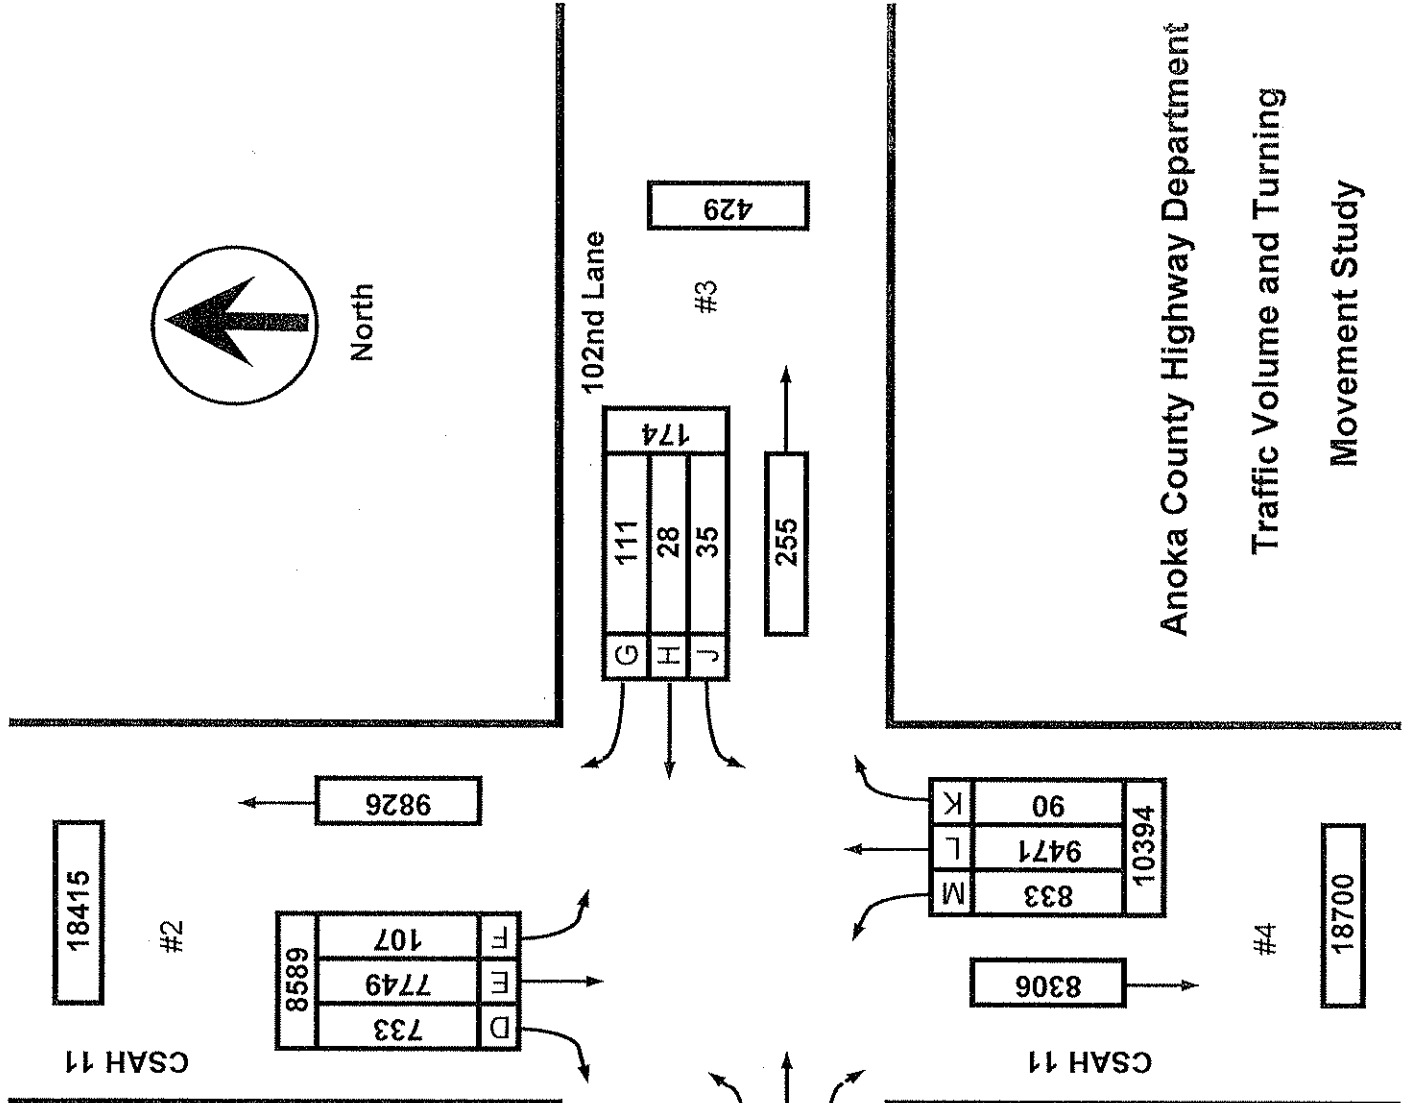 North
102nd Lane
#3
429
G 111
H 28
J 35
174
255
18415
#2
CSAH 11
9826
8589
D 733
E 7749
F 107
K 90
L 9471
M 833
10394
8306
#4
18700
CSAH 11
Anoka County Highway Department
Traffic Volume and Turning
Movement Study